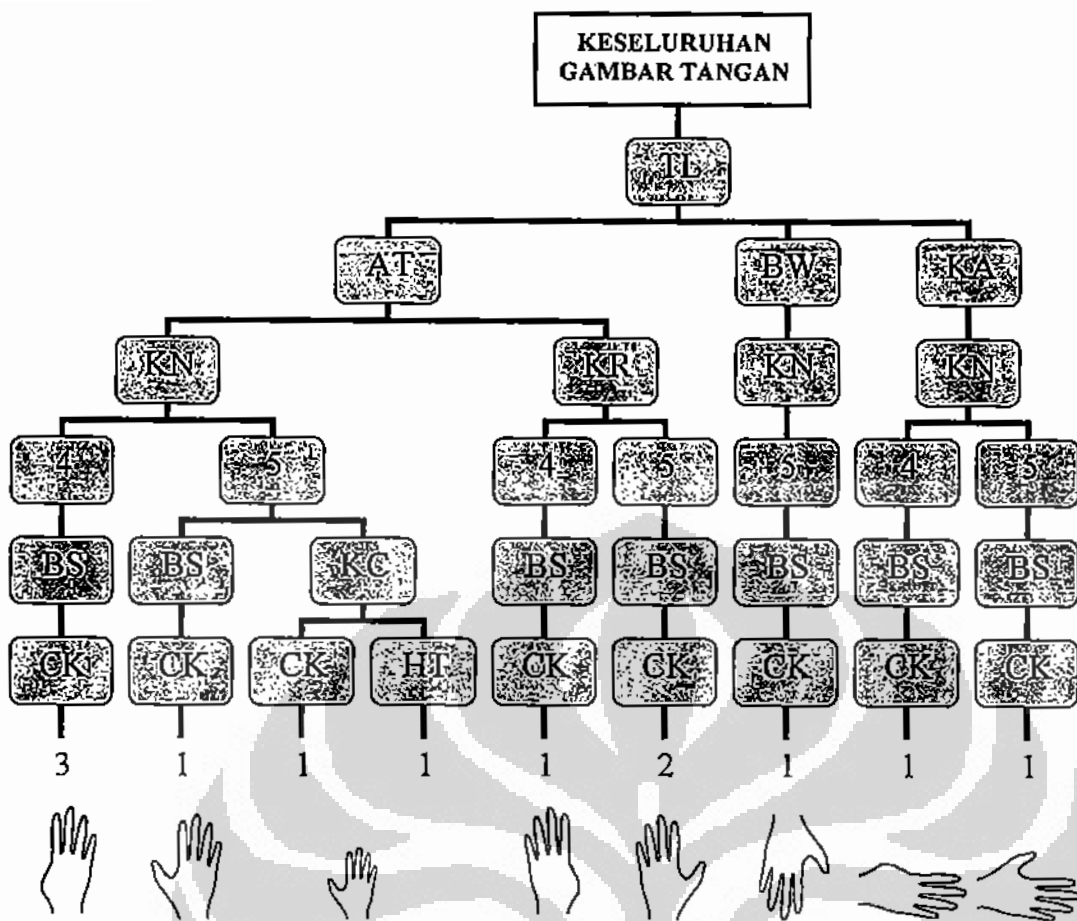 KESELURUHAN
GAMBAR TANGAN
TL
AT BW KA
KN KR KN KN
4 5 4 5 5 4 5
BS BS KC BS BS BS BS BS
CK CK CK HT CK CK CK CK CK
3 1 1 1 1 2 1 1 1